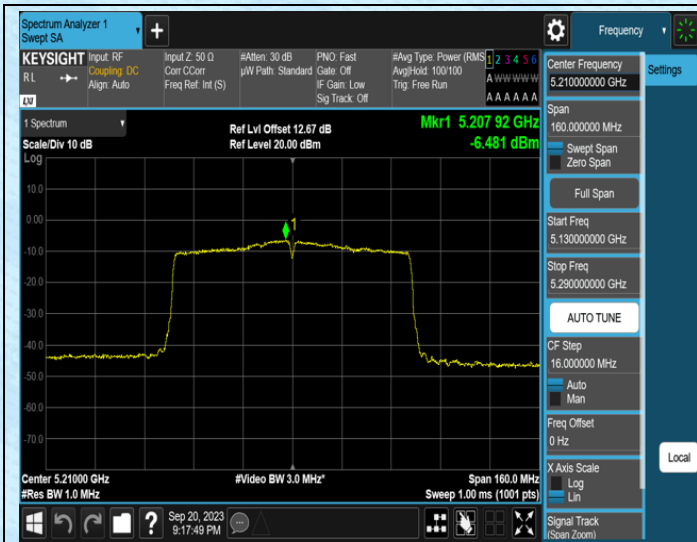 Spectrum Analyzer 1
Swept SA
Frequency
KEYSIGHT
Input: RF
Input Z: 50 Ω
#Atten: 30 dB
PNO: Fast
#Avg Type: Power (RMS
1 2 3 4 5 6
RL
Coupling: DC
Corr CCorr
µW Path: Standard
Gate: Off
Avg|Hold: 100/100
A W W W W W
Align: Auto
Freq Ref: Int (S)
IF Gain: Low
Trig: Free Run
Sig Track: Off
A A A A A A
LXI
1 Spectrum
Ref Lvl Offset 12.67 dB
Mkr1 5.207 92 GHz
Scale/Div 10 dB
Ref Level 20.00 dBm
-6.481 dBm
Log
10.0
0.00
-10.0
-20.0
-30.0
-40.0
-50.0
-60.0
-70.0
1
Center 5.21000 GHz
#Video BW 3.0 MHz*
Span 160.0 MHz
#Res BW 1.0 MHz
Sweep 1.00 ms (1001 pts)
Center Frequency
5.210000000 GHz
Settings
Span
160.000000 MHz
Swept Span
Zero Span
Full Span
Start Freq
5.130000000 GHz
Stop Freq
5.290000000 GHz
AUTO TUNE
CF Step
16.000000 MHz
Auto
Man
Freq Offset
0 Hz
Local
X Axis Scale
Log
Lin
Signal Track
(Span Zoom)
?
Sep 20, 2023
9:17:49 PM